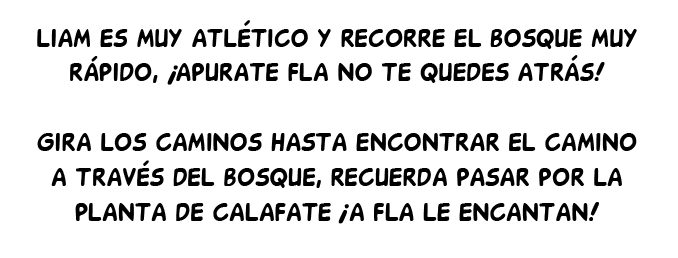 LIAM ES MUY ATLÉTICO Y RECORRE EL BOSQUE MUY
RÁPIDO, ¡APURATE FLA NO TE QUEDES ATRÁS!
GIRA LOS CAMINOS HASTA ENCONTRAR EL CAMINO
A TRAVÉS DEL BOSQUE, RECUERDA PASAR POR LA
PLANTA DE CALAFATE ¡A FLA LE ENCANTAN!